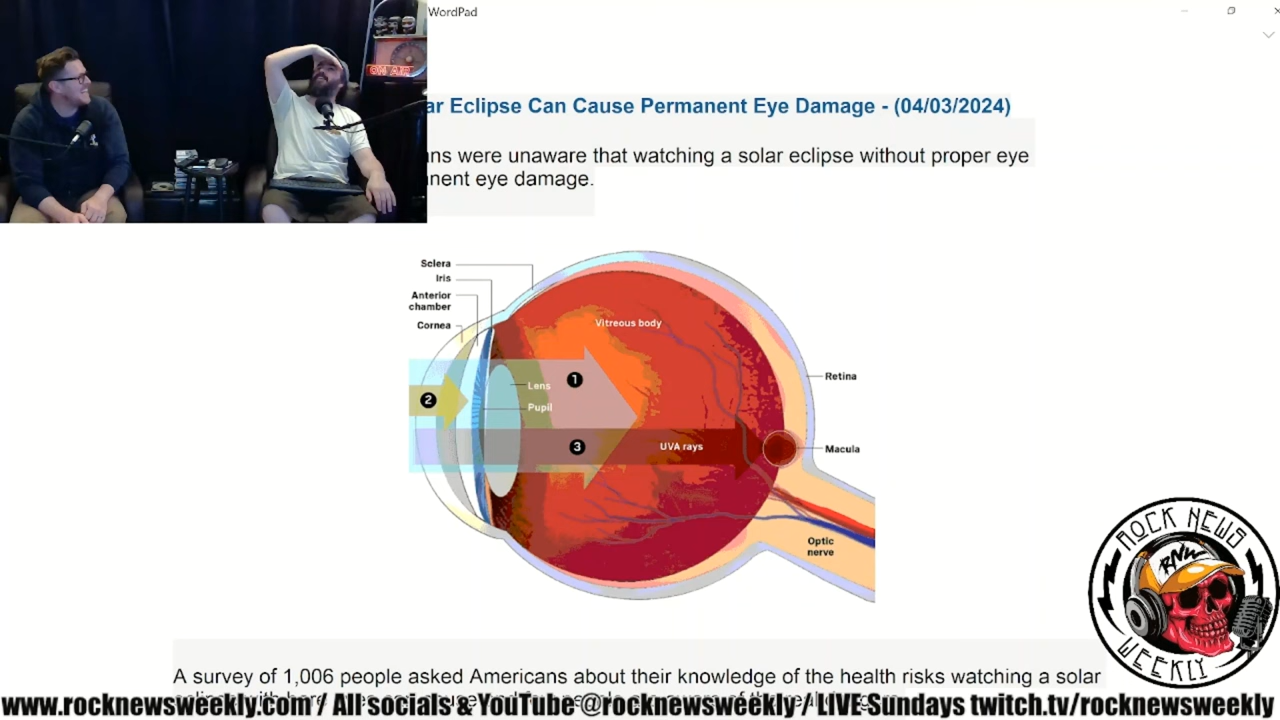 WordPad
ON AIR
ar Eclipse Can Cause Permanent Eye Damage - (04/03/2024)
ns were unaware that watching a solar eclipse without proper eye
nent eye damage.
Sclera
Iris
Anterior
chamber
Cornea
Vitreous body
1
Lens
2
Pupil
Retina
3
UVA rays
Macula
Optic
nerve
ROCK NEWS
RNW
WEEKLY
A survey of 1,006 people asked Americans about their knowledge of the health risks watching a solar
www.rocknewsweekly.com / All socials & YouTube @rocknewsweekly / LIVE Sundays twitch.tv/rocknewsweekly